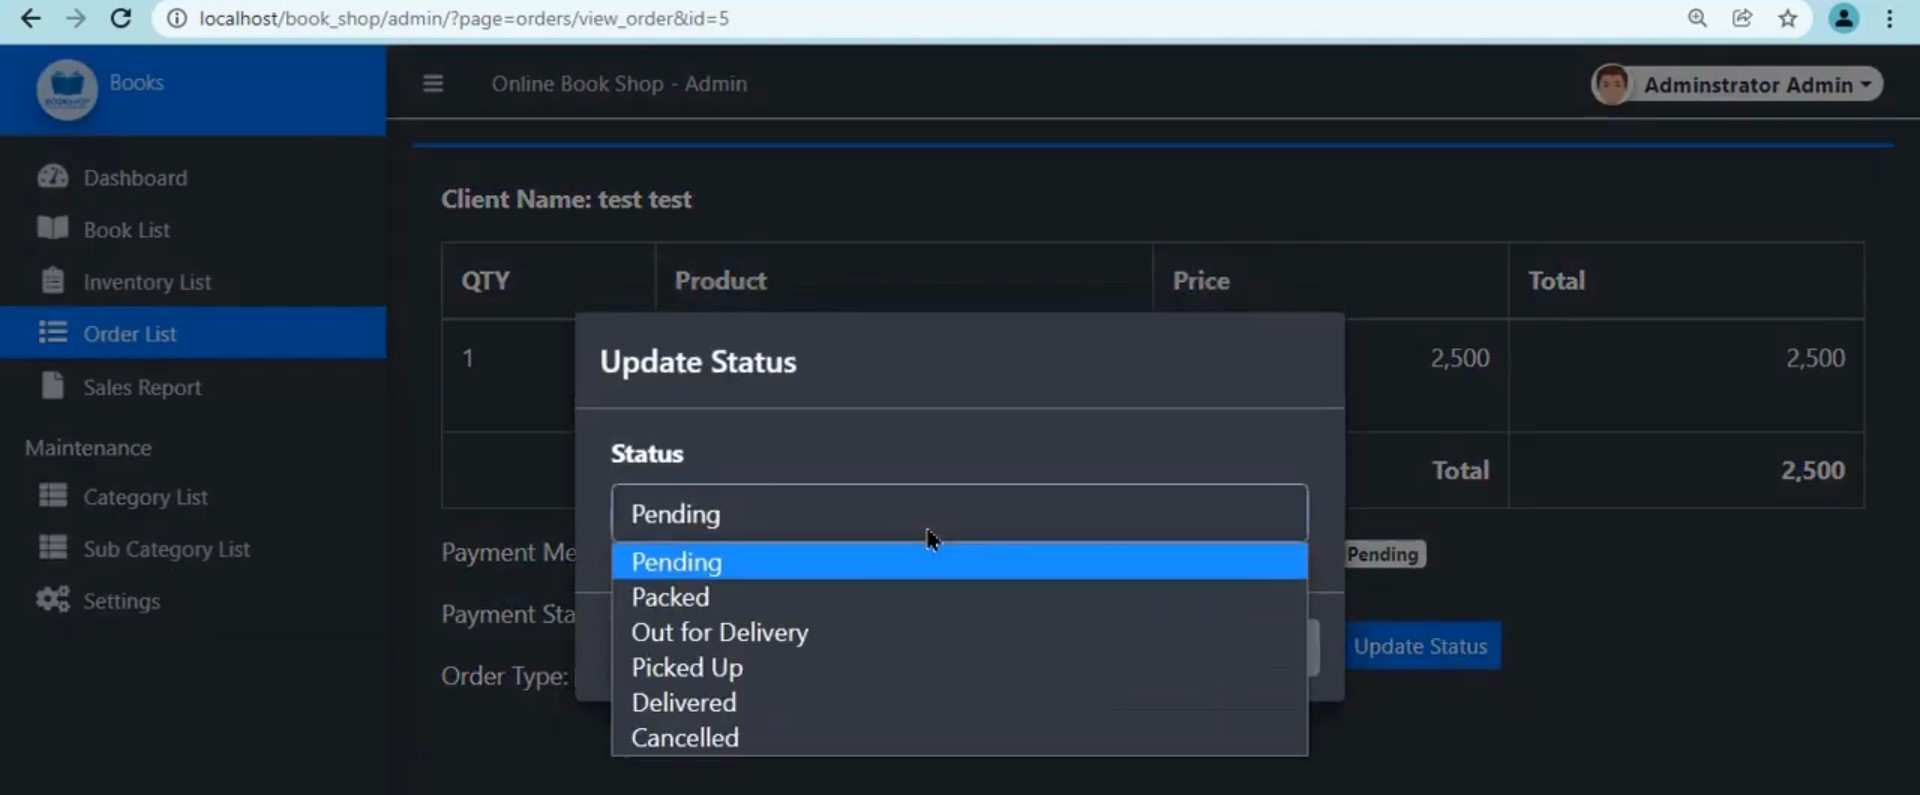 localhost/book_shop/admin/?page=orders/view_order&id=5
Books
Online Book Shop - Admin
Adminstrator Admin
Dashboard
Book List
Inventory List
Order List
Sales Report
Maintenance
Category List
Sub Category List
Settings
Client Name: test test
QTY Product Price Total
1 2,500 2,500
Total 2,500
Payment Me
Pending
Payment Sta
Order Type:
Update Status
Update Status
Status
Pending
Pending
Packed
Out for Delivery
Picked Up
Delivered
Cancelled